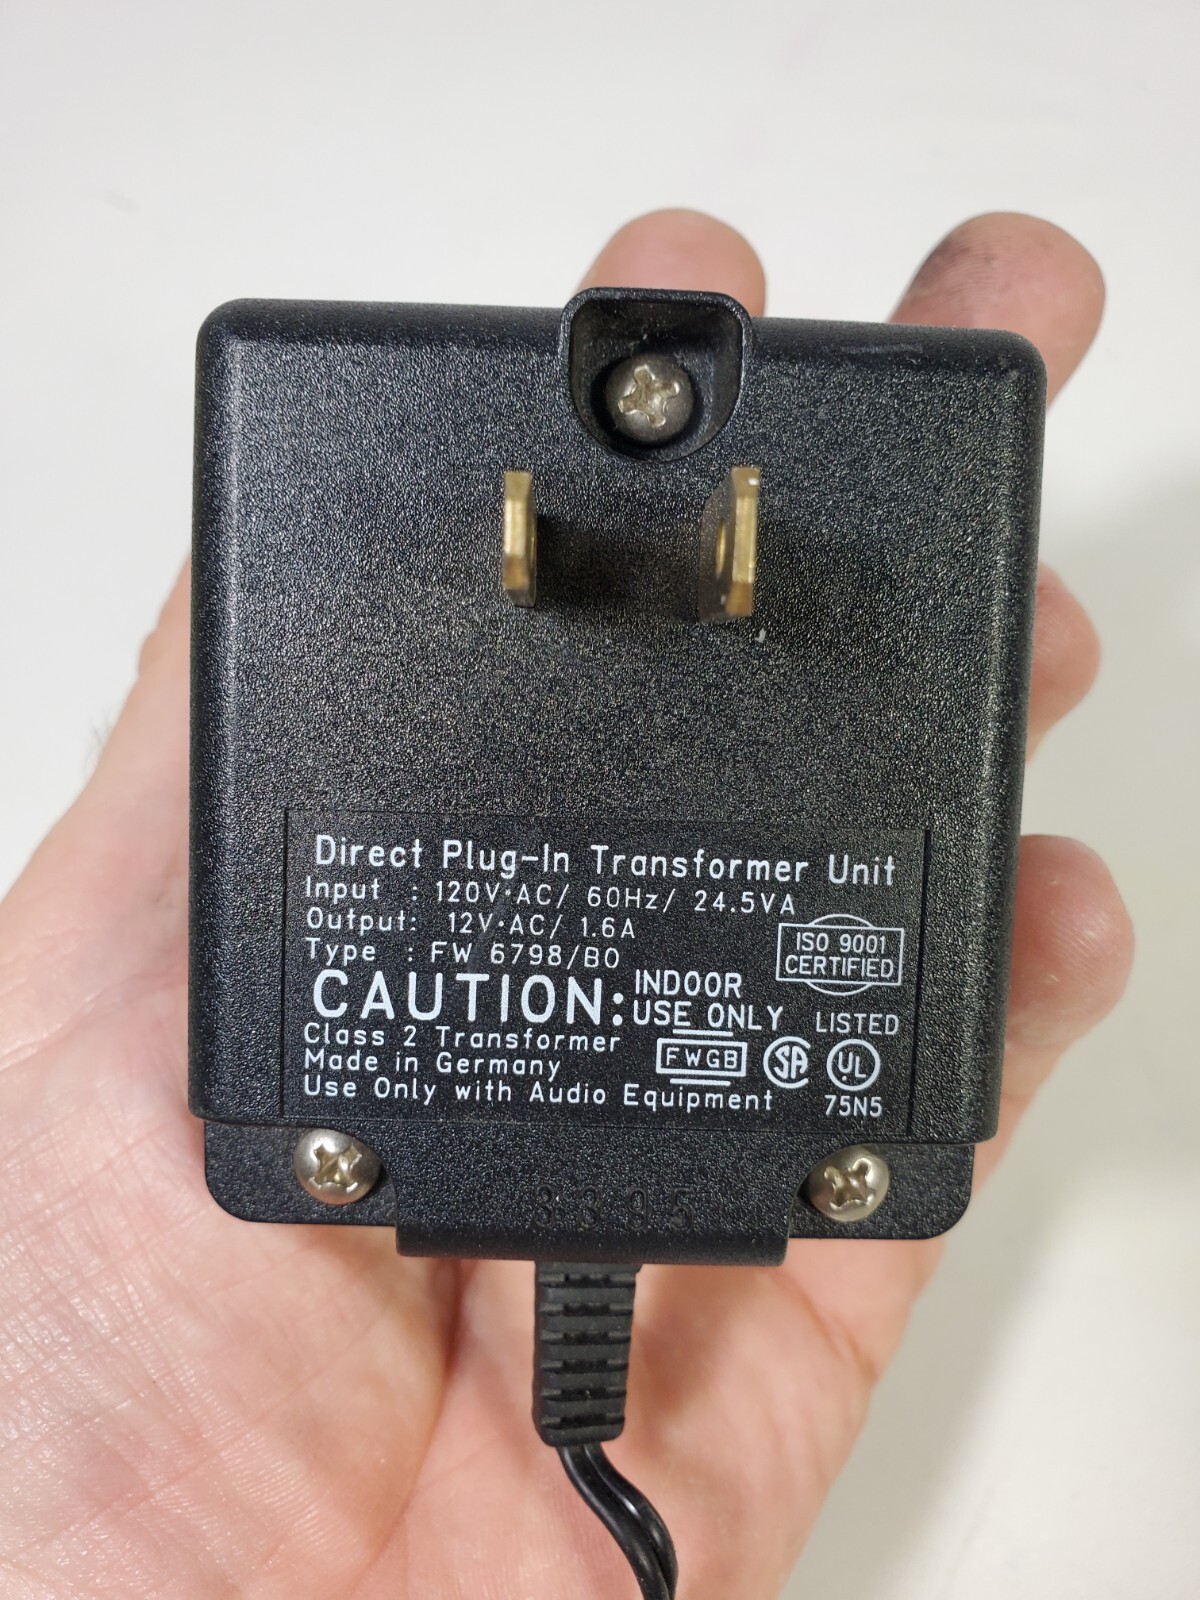 Direct Plug-In Transformer Unit
Input : 120V·AC/ 60Hz/ 24.5VA
Output: 12V·AC/ 1.6A
Type : FW 6798/BO
ISO 9001
CERTIFIED
CAUTION: INDOOR
USE ONLY
LISTED
Class 2 Transformer
FWGB
SA
UL
Made in Germany
Use Only with Audio Equipment
75N5
3395